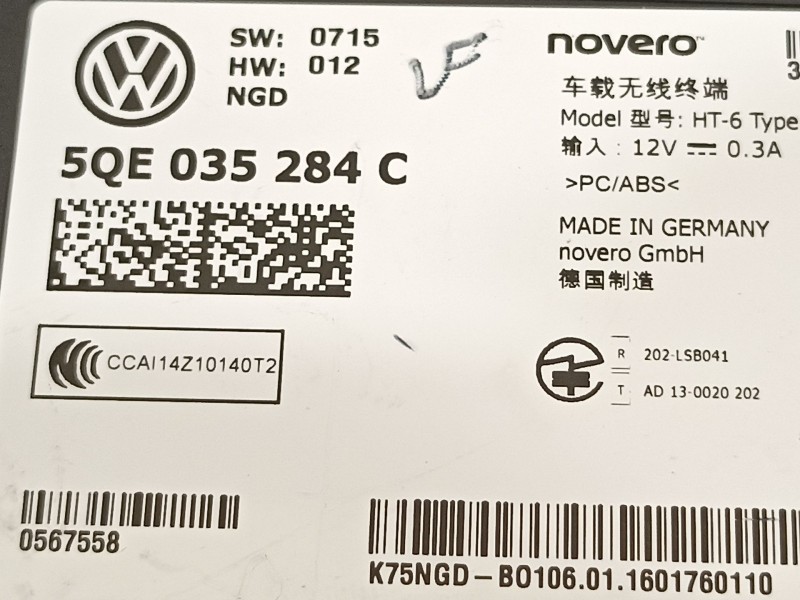 SW: 0715
HW: 012
NGD
5QE 035 284 C
CCAI14Z10140T2
0567558
novero
车载无线终端
Model 型号: HT-6 Type
输入: 12V 0.3A
>PC/ABS<
MADE IN GERMANY
novero GmbH
德国制造
R 202-LSB041
T AD 13-0020 202
K75NGD-B0106.01.1601760110